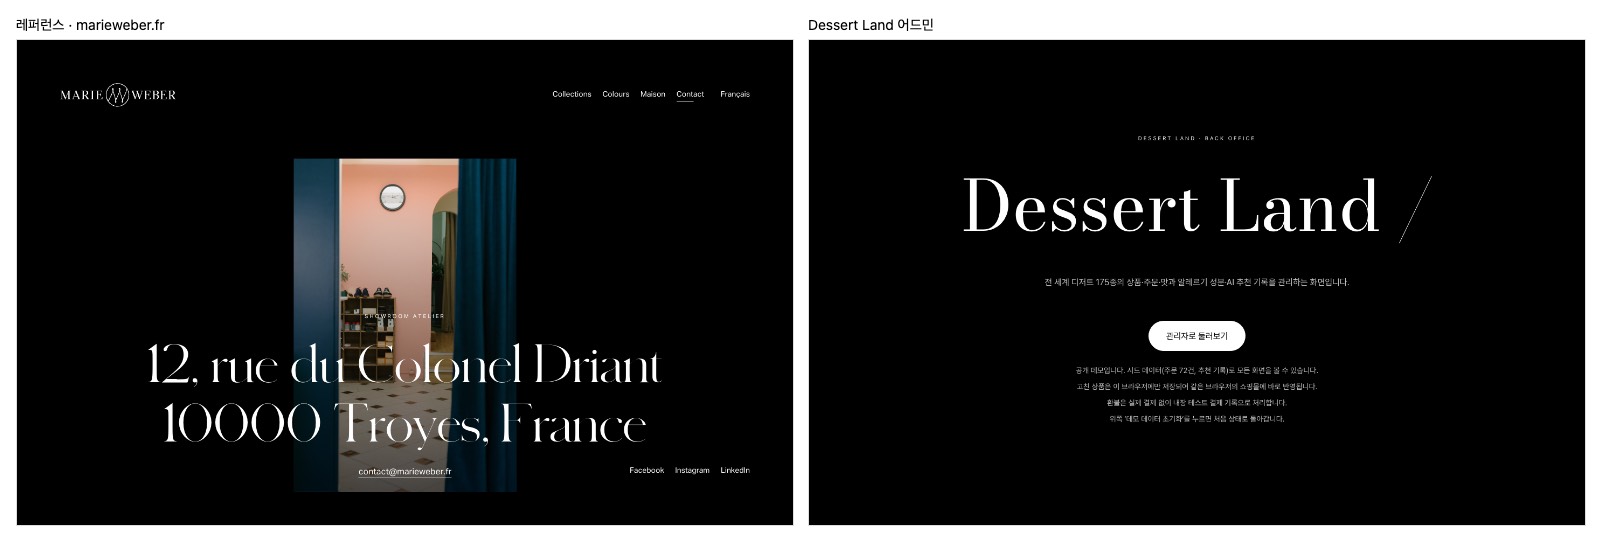 레퍼런스 · marieweber.fr
MARIE WEBER
Collections Colours Maison Contact Français
SHOWROOM ATELIER
12, rue du Colonel Driant
10000 Troyes, France
contact@marieweber.fr
Facebook Instagram LinkedIn
Dessert Land 어드민
DESSERT LAND · BACK OFFICE
Dessert Land /
전 세계 디저트 175종의 상품·주문·맛과 알레르기 성분·AI 추천 기록을 관리하는 화면입니다.
관리자로 둘러보기
공개 데모입니다. 시드 데이터(주문 72건, 추천 기록)로 모든 화면을 볼 수 있습니다.
고친 상품은 이 브라우저에만 저장되어 같은 브라우저의 쇼핑몰에 바로 반영됩니다.
환불은 실제 결제 없이 내장 테스트 결제 기록으로 처리합니다.
위쪽 '데모 데이터 초기화'를 누르면 처음 상태로 돌아갑니다.